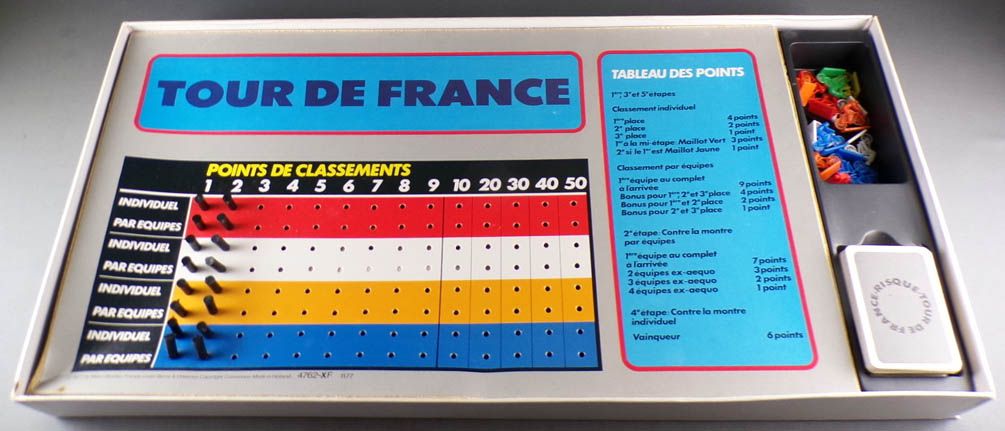 TOUR DE FRANCE
POINTS DE CLASSEMENTS
1 2 3 4 5 6 7 8 9 10 20 30 40 50
INDIVIDUEL
PAR EQUIPES
INDIVIDUEL
PAR EQUIPES
INDIVIDUEL
PAR EQUIPES
INDIVIDUEL
PAR EQUIPES
4762-XF 877
TABLEAU DES POINTS
1ère, 3e et 5e étapes
Classement individuel
1ère place 4 points
2e place 2 points
3e place 1 point
1er à la mi-étape: Maillot Vert 3 points
2e si le 1er est Maillot Jaune 1 point
Classement par équipes
1ère équipe au complet
à l'arrivée 9 points
Bonus pour 1ère, 2e et 3e place 4 points
Bonus pour 1ère et 2e place 2 points
Bonus pour 2e et 3e place 1 point
2e étape: Contre la montre
par équipes
1ère équipe au complet
à l'arrivée 7 points
2 équipes ex-aequo 3 points
3 équipes ex-aequo 2 points
4 équipes ex-aequo 1 point
4e étape: Contre la montre
individuel
Vainqueur 6 points
RISQUE·TOUR DE FRANCE·